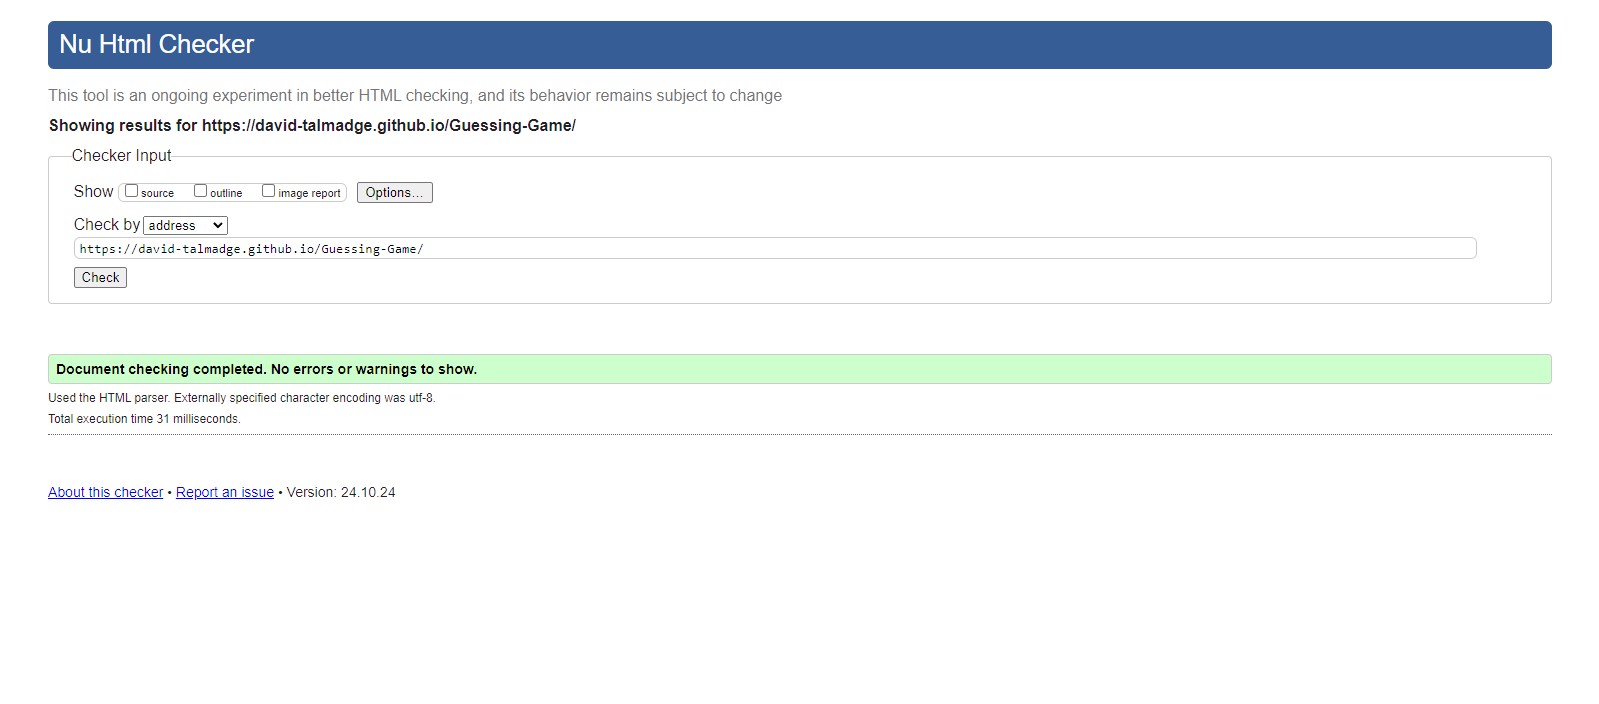 Nu Html Checker
This tool is an ongoing experiment in better HTML checking, and its behavior remains subject to change
Showing results for https://david-talmadge.github.io/Guessing-Game/
Checker Input
Show source outline image report Options...
Check by address
https://david-talmadge.github.io/Guessing-Game/
Check
Document checking completed. No errors or warnings to show.
Used the HTML parser. Externally specified character encoding was utf-8.
Total execution time 31 milliseconds.
About this checker • Report an issue • Version: 24.10.24